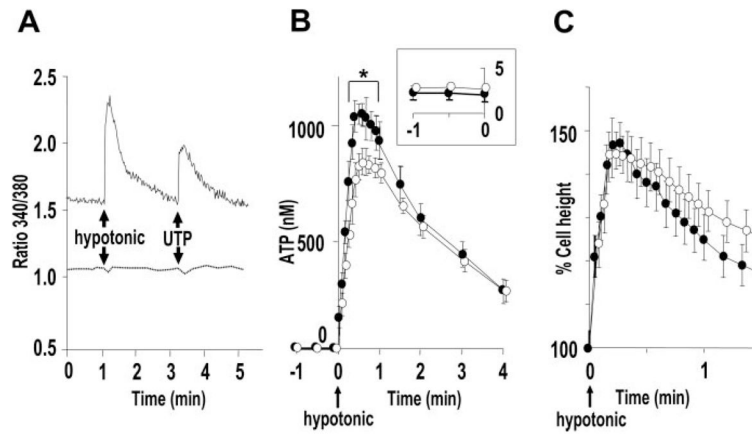 A
B
C
Ratio 340/380
2.5
2.0
1.5
1.0
0.5
hypotonic
UTP
0 1 2 3 4 5
Time (min)
ATP (nM)
1000
500
0
*
5
0
-1 0
-1 0 1 2 3 4
Time (min)
hypotonic
% Cell height
150
100
0 1
Time (min)
hypotonic